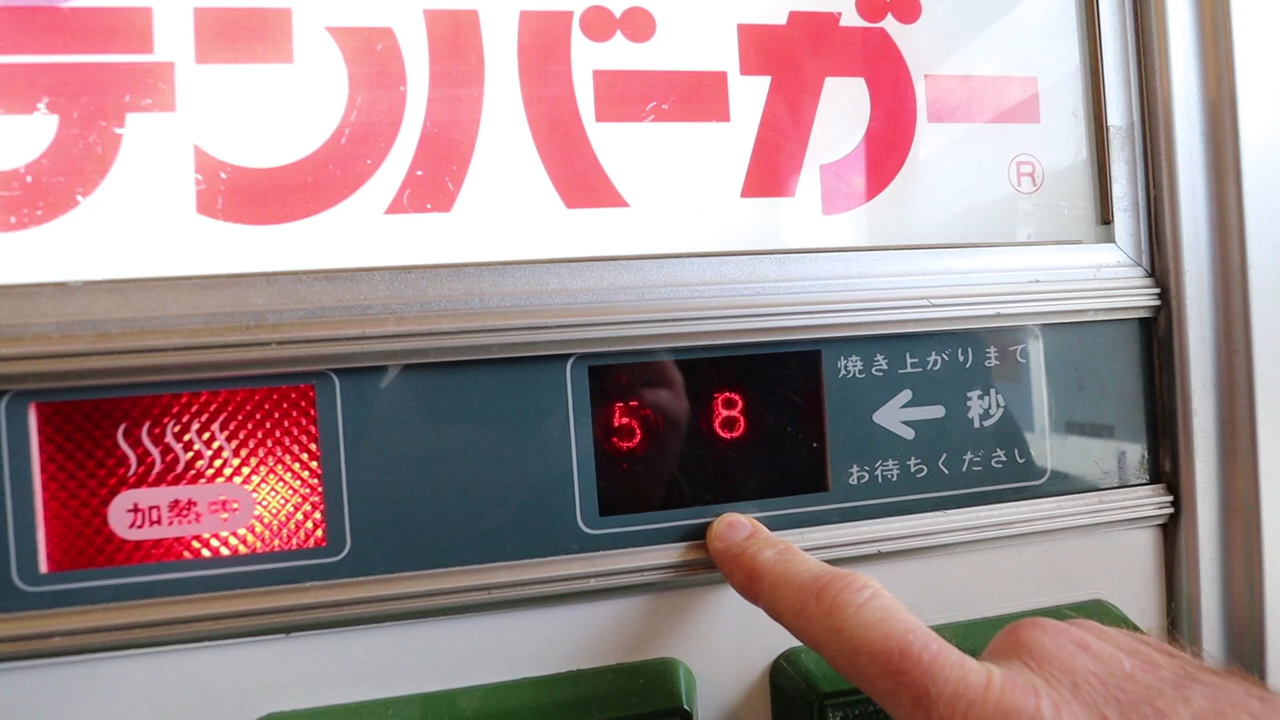 テンバーガー
®
加熱中
5 8
焼き上がりまで
← 秒
お待ちください